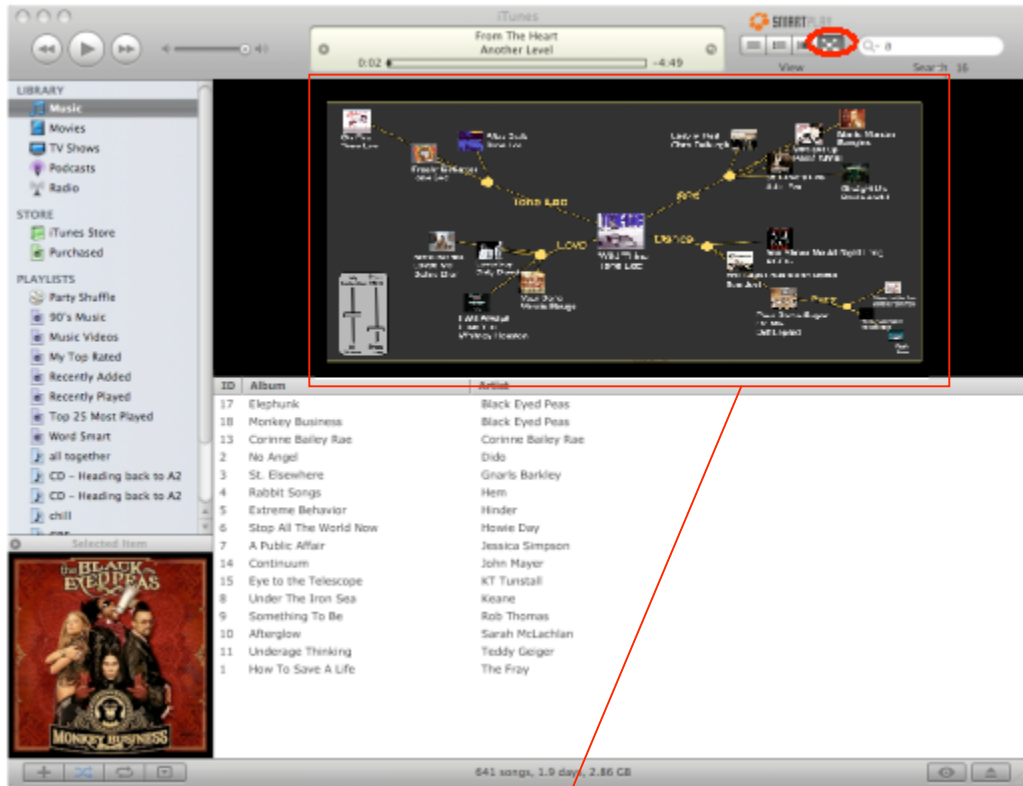 iTunes
From The Heart
Another Level
0:02
-4:49
SMARTPLAY
a
View
Search 16
LIBRARY
Music
Movies
TV Shows
Podcasts
Radio
STORE
iTunes Store
Purchased
PLAYLISTS
Party Shuffle
90's Music
Music Videos
My Top Rated
Recently Added
Recently Played
Top 25 Most Played
Word Smart
all together
CD – Heading back to A2
CD – Heading back to A2
chill
Selected Item
the BLACK
EYED PEAS
MONKEY BUSINESS
Tone Loc
Love
Dance
Whitney Houston
ID Album Artist
17 Elephunk Black Eyed Peas
18 Monkey Business Black Eyed Peas
13 Corinne Bailey Rae Corinne Bailey Rae
2 No Angel Dido
3 St. Elsewhere Gnarls Barkley
4 Rabbit Songs Hem
5 Extreme Behavior Hinder
6 Stop All The World Now Howie Day
7 A Public Affair Jessica Simpson
14 Continuum John Mayer
15 Eye to the Telescope KT Tunstall
8 Under The Iron Sea Keane
9 Something To Be Rob Thomas
10 Afterglow Sarah McLachlan
11 Underage Thinking Teddy Geiger
1 How To Save A Life The Fray
641 songs, 1.9 days, 2.86 GB